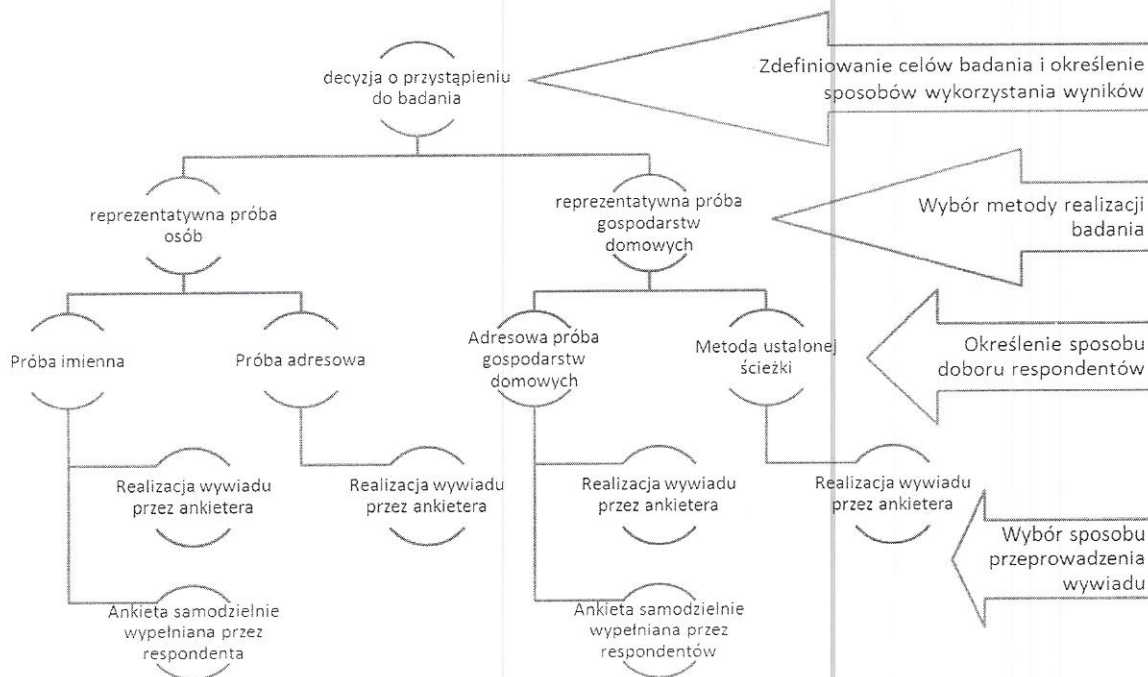 decyzja o przystąpieniu
do badania
Zdefiniowanie celów badania i określenie
sposobów wykorzystania wyników
reprezentatywna próba
osób
reprezentatywna próba
gospodarstw
domowych
Wybór metody realizacji
badania
Próba imienna
Próba adresowa
Adresowa próba
gospodarstw
domowych
Metoda ustalonej
ścieżki
Określenie sposobu
doboru respondentów
Realizacja wywiadu
przez ankietera
Realizacja wywiadu
przez ankietera
Realizacja wywiadu
przez ankietera
Realizacja wywiadu
przez ankietera
Wybór sposobu
przeprowadzenia
wywiadu
Ankieta samodzielnie
wypełniana przez
respondenta
Ankieta samodzielnie
wypełniana przez
respondentów